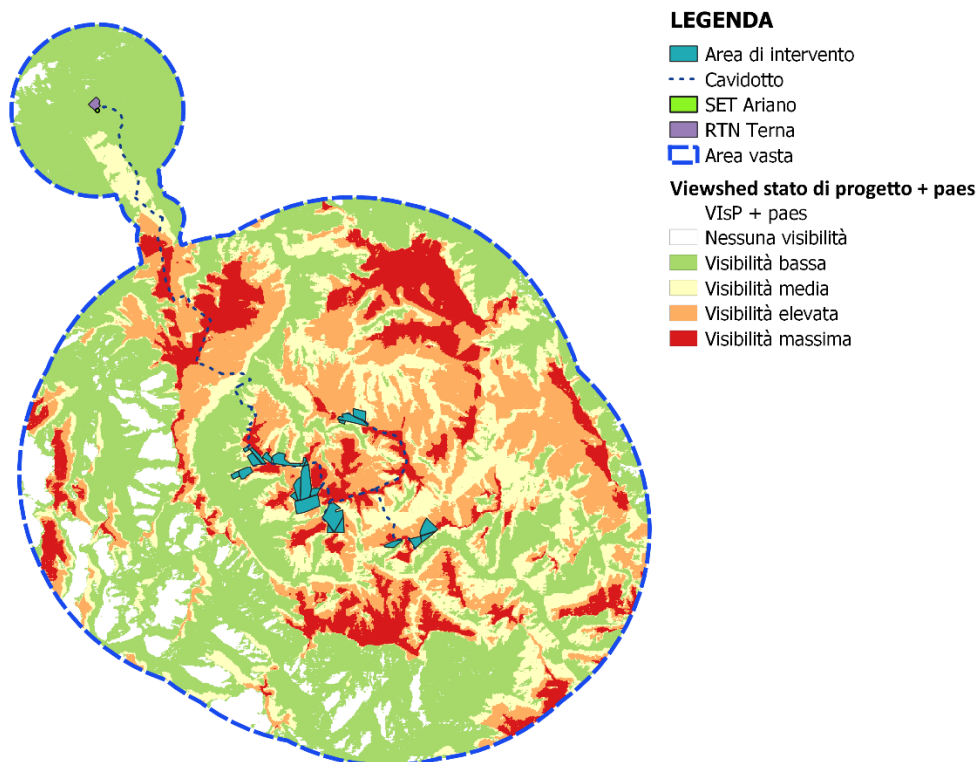 LEGENDA
Area di intervento
Cavidotto
SET Ariano
RTN Terna
Area vasta
Viewshed stato di progetto + paes
VIsP + paes
Nessuna visibilità
Visibilità bassa
Visibilità media
Visibilità elevata
Visibilità massima